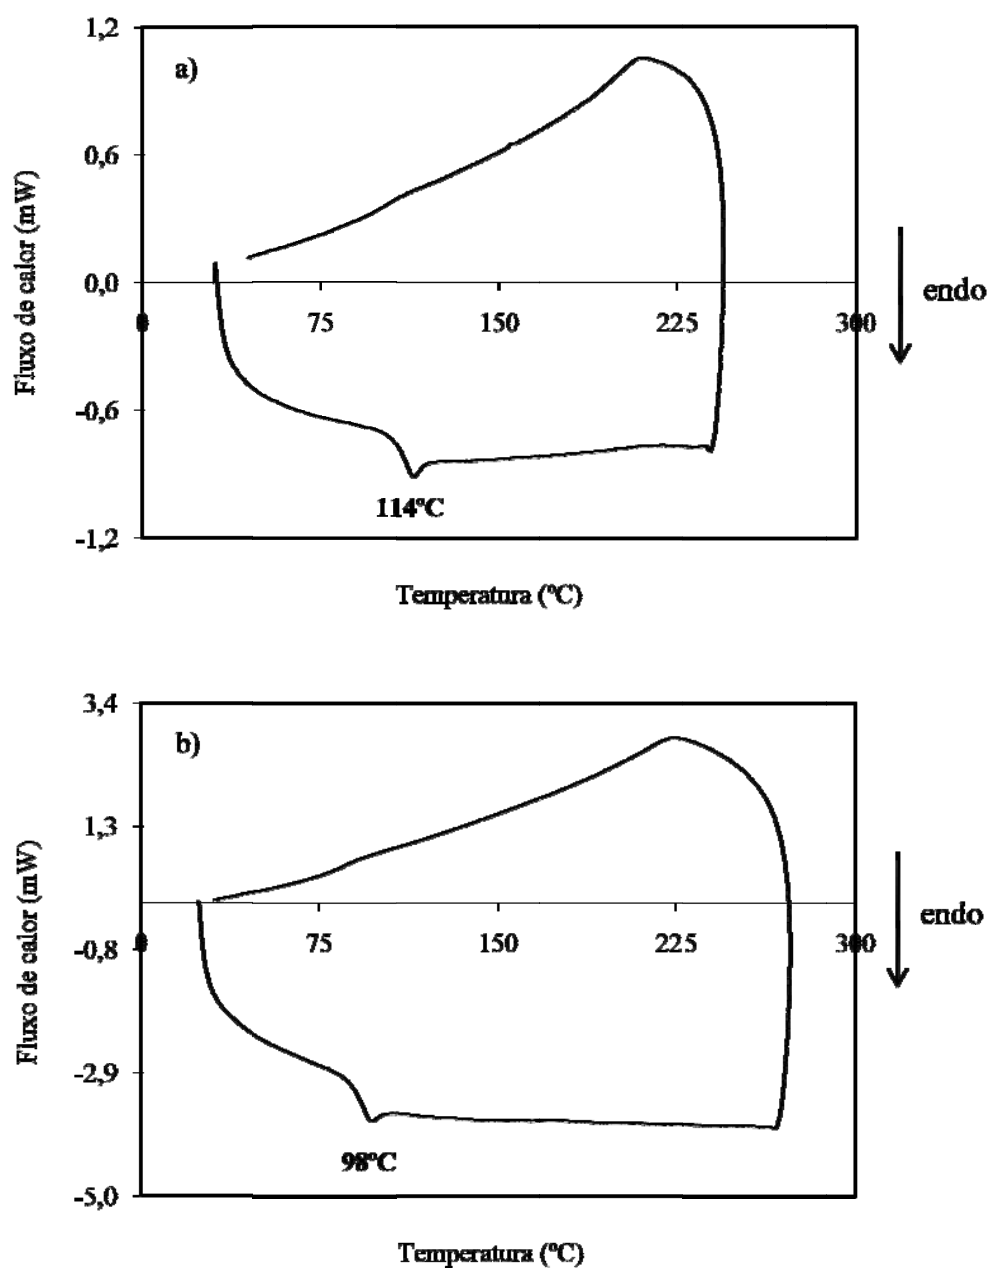 1,2
a)
0,6
Fluxo de calor (mW)
0,0
0
75
150
225
300
endo
-0,6
114ºC
-1,2
Temperatura (ºC)
3,4
b)
1,3
Fluxo de calor (mW)
-0,8
0
75
150
225
300
endo
-2,9
98ºC
-5,0
Temperatura (ºC)